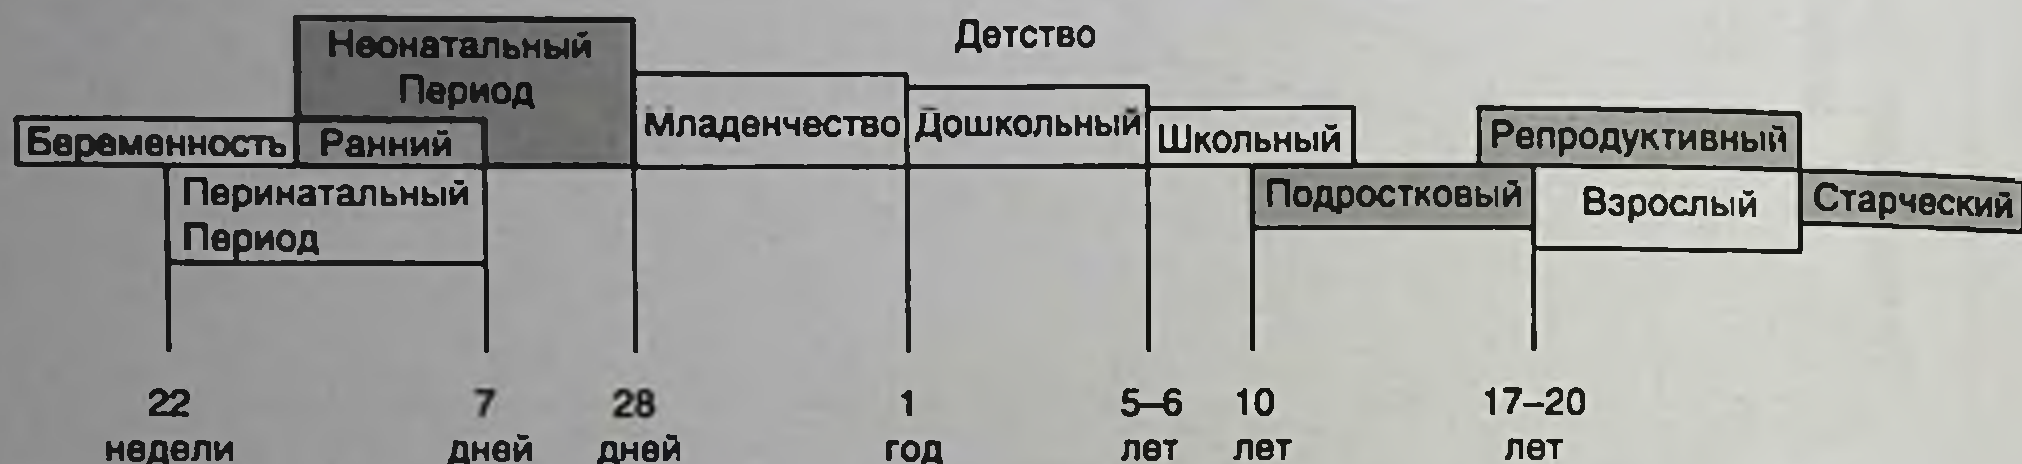 Неонатальный
Период
Детство
Беременность
Ранний
Младенчество
Дошкольный
Школьный
Репродуктивный
Перинатальный
Период
Подростковый
Взрослый
Старческий
22
недели
7
дней
28
дней
1
год
5–6
лет
10
лет
17–20
лет